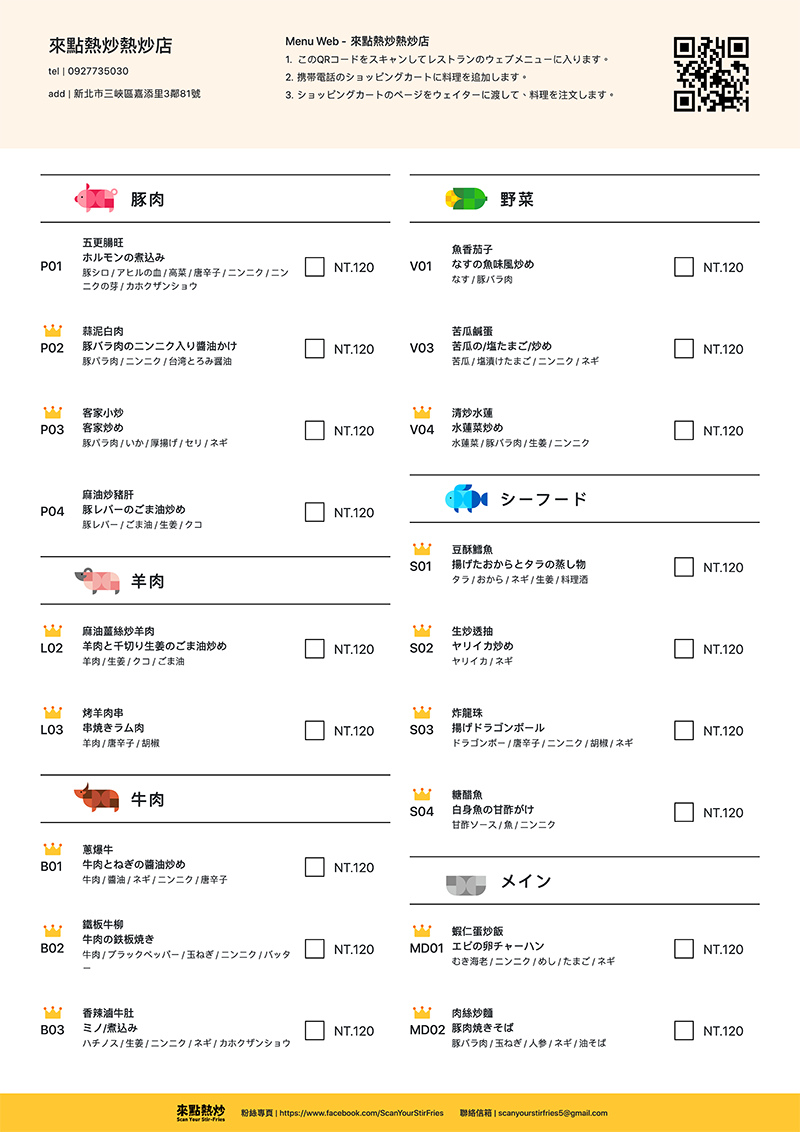 來點熱炒熱炒店
tel | 0927735030
add | 新北市三峽區嘉添里3鄰81號
Menu Web - 來點熱炒熱炒店
1. このQRコードをスキャンしてレストランのウェブメニューに入ります。
2. 携帯電話のショッピングカートに料理を追加します。
3. ショッピングカートのページをウェイターに渡して、料理を注文します。
豚肉
P01
五更腸旺
ホルモンの煮込み
豚シロ / アヒルの血 / 高菜 / 唐辛子 / ニンニク / ニン
ニクの芽 / カホクザンショウ
NT.120
P02
蒜泥白肉
豚バラ肉のニンニク入り醬油かけ
豚バラ肉 / ニンニク / 台湾とろみ醤油
NT.120
P03
客家小炒
客家炒め
豚バラ肉 / いか / 厚揚げ / セリ / ネギ
NT.120
P04
麻油炒豬肝
豚レバーのごま油炒め
豚レバー / ごま油 / 生姜 / クコ
NT.120
羊肉
L02
麻油薑絲炒羊肉
羊肉と千切り生姜のごま油炒め
羊肉 / 生姜 / クコ / ごま油
NT.120
L03
烤羊肉串
串焼きラム肉
羊肉 / 唐辛子 / 胡椒
NT.120
牛肉
B01
蔥爆牛
牛肉とねぎの醬油炒め
牛肉 / 醬油 / ネギ / ニンニク / 唐辛子
NT.120
B02
鐵板牛柳
牛肉の鉄板焼き
牛肉 / ブラックペッパー / 玉ねぎ / ニンニク / バッタ
ー
NT.120
B03
香辣滷牛肚
ミノ/煮込み
ハチノス / 生姜 / ニンニク / ネギ / カホクザンショウ
NT.120
野菜
V01
魚香茄子
なすの魚味風炒め
なす / 豚バラ肉
NT.120
V03
苦瓜鹹蛋
苦瓜の/塩たまご/炒め
苦瓜 / 塩漬けたまご / ニンニク / ネギ
NT.120
V04
清炒水蓮
水蓮菜炒め
水蓮菜 / 豚バラ肉 / 生姜 / ニンニク
NT.120
シーフード
S01
豆酥鱈魚
揚げたおからとタラの蒸し物
タラ / おから / ネギ / 生姜 / 料理酒
NT.120
S02
生炒透抽
ヤリイカ炒め
ヤリイカ / ネギ
NT.120
S03
炸龍珠
揚げドラゴンボール
ドラゴンボー / 唐辛子 / ニンニク / 胡椒 / ネギ
NT.120
S04
糖醋魚
白身魚の甘酢がけ
甘酢ソース / 魚 / ニンニク
NT.120
メイン
MD01
蝦仁蛋炒飯
エビの卵チャーハン
むき海老 / ニンニク / めし / たまご / ネギ
NT.120
MD02
肉絲炒麵
豚肉焼きそば
豚バラ肉 / 玉ねぎ / 人参 / ネギ / 油そば
NT.120
來點熱炒
Scan Your Stir-Fries
粉絲專頁 | https://www.facebook.com/ScanYourStirFries
聯絡信箱 | scanyourstirfries5@gmail.com